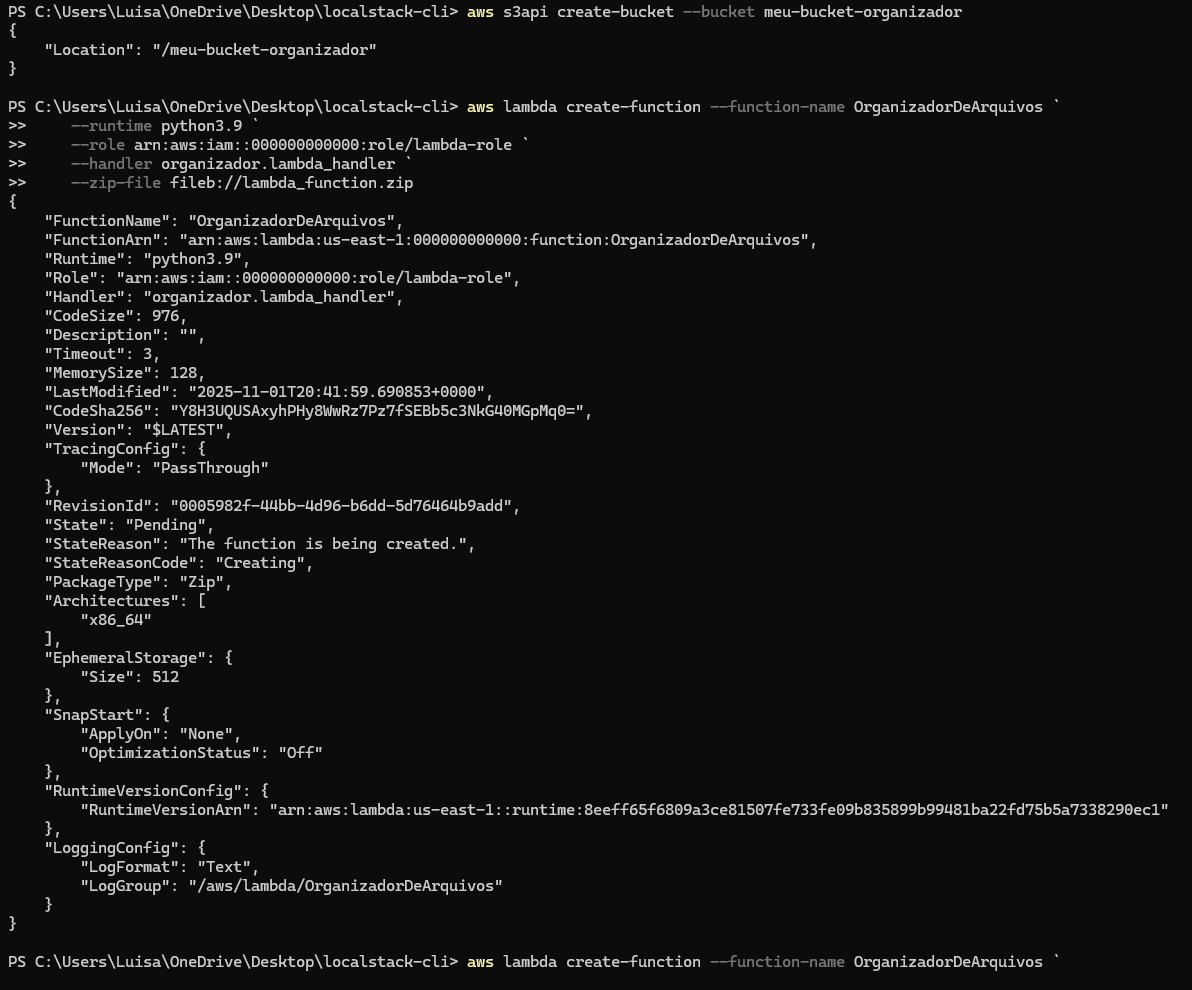 PS C:\Users\Luisa\OneDrive\Desktop\localstack-cli> aws s3api create-bucket --bucket meu-bucket-organizador
{
    "Location": "/meu-bucket-organizador"
}

PS C:\Users\Luisa\OneDrive\Desktop\localstack-cli> aws lambda create-function --function-name OrganizadorDeArquivos `
>>     --runtime python3.9 `
>>     --role arn:aws:iam::000000000000:role/lambda-role `
>>     --handler organizador.lambda_handler `
>>     --zip-file fileb://lambda_function.zip
{
    "FunctionName": "OrganizadorDeArquivos",
    "FunctionArn": "arn:aws:lambda:us-east-1:000000000000:function:OrganizadorDeArquivos",
    "Runtime": "python3.9",
    "Role": "arn:aws:iam::000000000000:role/lambda-role",
    "Handler": "organizador.lambda_handler",
    "CodeSize": 976,
    "Description": "",
    "Timeout": 3,
    "MemorySize": 128,
    "LastModified": "2025-11-01T20:41:59.690853+0000",
    "CodeSha256": "Y8H3UQUSAxyhPHy8WwRz7Pz7fSEBb5c3NkG40MGpMq0=",
    "Version": "$LATEST",
    "TracingConfig": {
        "Mode": "PassThrough"
    },
    "RevisionId": "0005982f-44bb-4d96-b6dd-5d76464b9add",
    "State": "Pending",
    "StateReason": "The function is being created.",
    "StateReasonCode": "Creating",
    "PackageType": "Zip",
    "Architectures": [
        "x86_64"
    ],
    "EphemeralStorage": {
        "Size": 512
    },
    "SnapStart": {
        "ApplyOn": "None",
        "OptimizationStatus": "Off"
    },
    "RuntimeVersionConfig": {
        "RuntimeVersionArn": "arn:aws:lambda:us-east-1::runtime:8eeff65f6809a3ce81507fe733fe09b835899b99481ba22fd75b5a7338290ec1"
    },
    "LoggingConfig": {
        "LogFormat": "Text",
        "LogGroup": "/aws/lambda/OrganizadorDeArquivos"
    }
}

PS C:\Users\Luisa\OneDrive\Desktop\localstack-cli> aws lambda create-function --function-name OrganizadorDeArquivos `